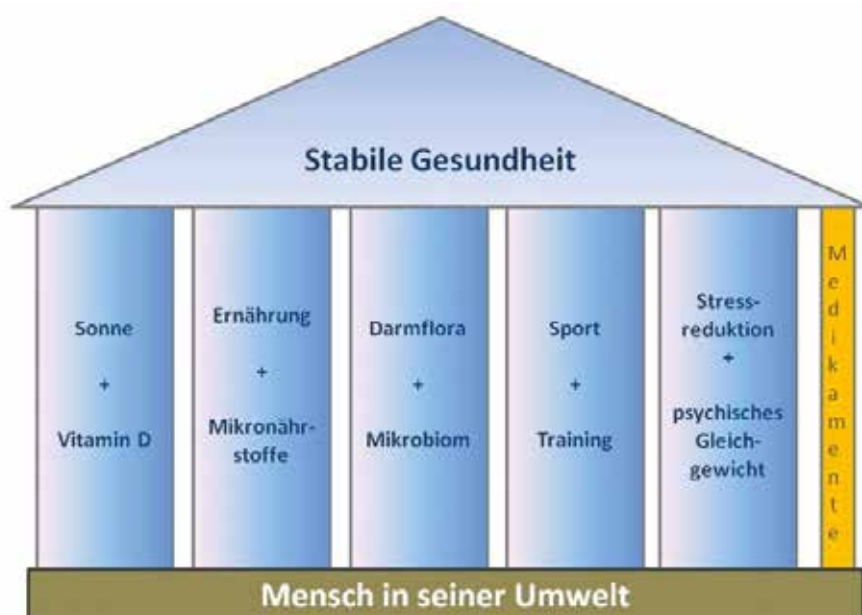 Stabile Gesundheit
Sonne
+
Vitamin D
Ernährung
+
Mikronähr-
stoffe
Darmflora
+
Mikrobiom
Sport
+
Training
Stress-
reduktion
+
psychisches
Gleich-
gewicht
Medikamente
Mensch in seiner Umwelt